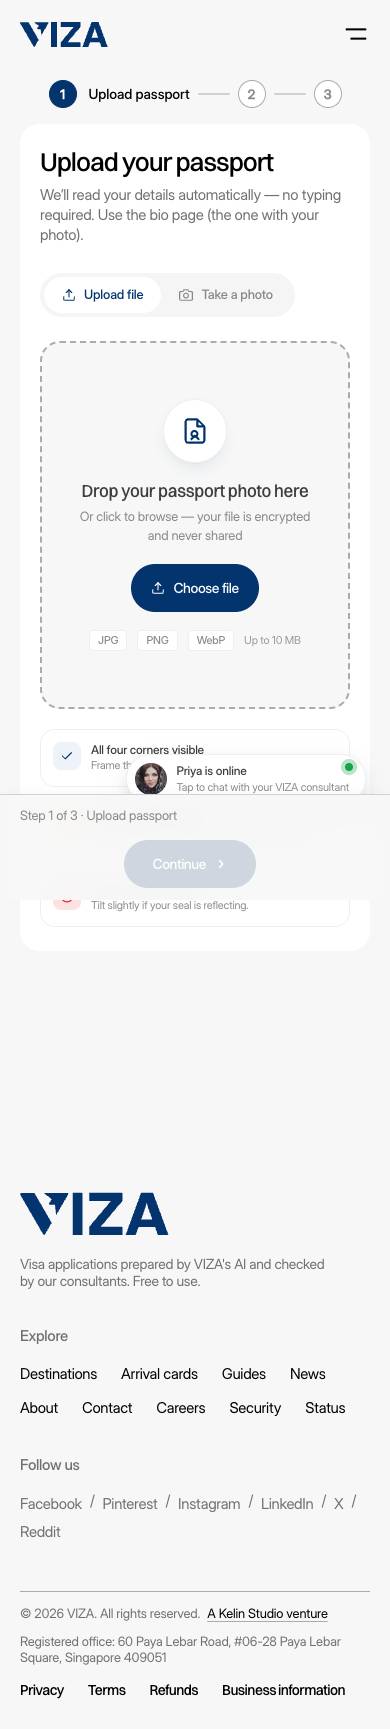 VIZA
1 Upload passport 2 3
Upload your passport
We'll read your details automatically — no typing
required. Use the bio page (the one with your
photo).
Upload file Take a photo
Drop your passport photo here
Or click to browse — your file is encrypted
and never shared
Choose file
JPG PNG WebP Up to 10 MB
All four corners visible
Frame
Priya is online
Tap to chat with your VIZA consultant
Step 1 of 3 · Upload passport
Continue
Tilt slightly if your seal is reflecting.
VIZA
Visa applications prepared by VIZA's AI and checked
by our consultants. Free to use.
Explore
Destinations Arrival cards Guides News
About Contact Careers Security Status
Follow us
Facebook / Pinterest / Instagram / LinkedIn / X /
Reddit
© 2026 VIZA. All rights reserved. A Kelin Studio venture
Registered office: 60 Paya Lebar Road, #06-28 Paya Lebar
Square, Singapore 409051
Privacy Terms Refunds Business information